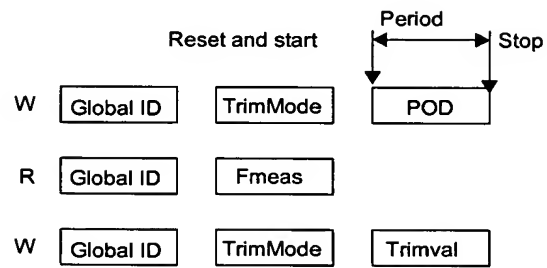 Period
Reset and start Stop
W Global ID TrimMode POD
R Global ID Fmeas
W Global ID TrimMode Trimval